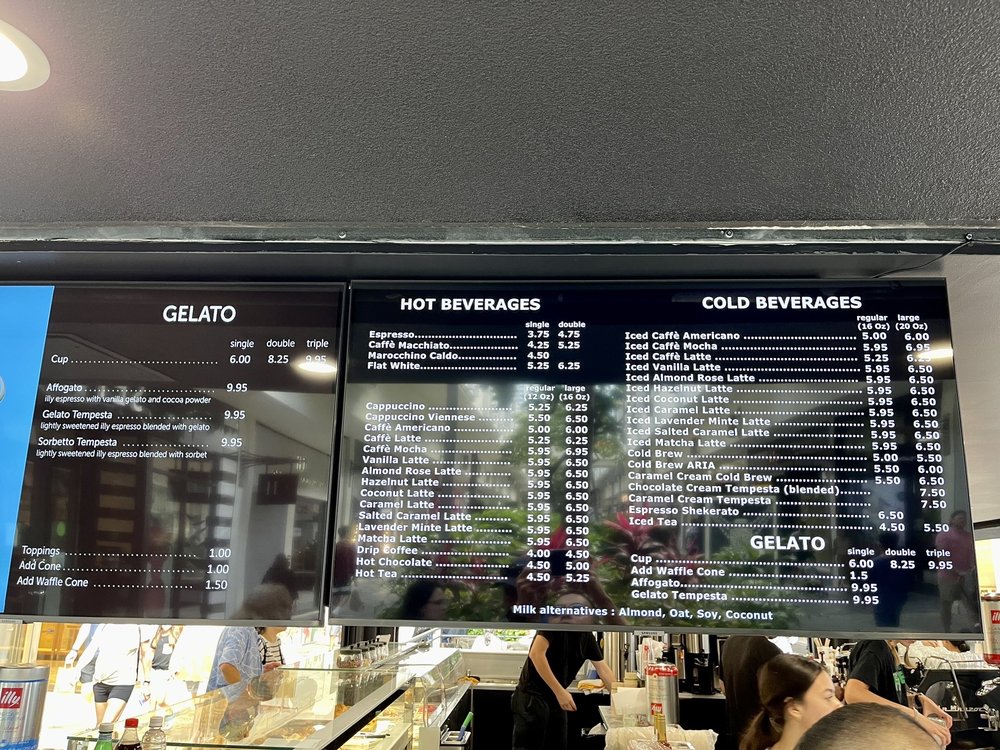 GELATO
single double triple
Cup 6.00 8.25 9.95
Affogato 9.95
illy espresso with vanilla gelato and cocoa powder
Gelato Tempesta 9.95
lightly sweetened illy espresso blended with gelato
Sorbetto Tempesta 9.95
lightly sweetened illy espresso blended with sorbet
Toppings 1.00
Add Cone 1.00
Add Waffle Cone 1.50
HOT BEVERAGES
single double
Espresso 3.75 4.75
Caffè Macchiato 4.25 5.25
Marocchino Caldo 4.50
Flat White 5.25 6.25
regular large
(12 Oz) (16 Oz)
Cappuccino 5.25 6.25
Cappuccino Viennese 5.50 6.50
Caffè Americano 5.00 6.00
Caffè Latte 5.25 6.25
Caffè Mocha 5.95 6.95
Vanilla Latte 5.95 6.50
Almond Rose Latte 5.95 6.50
Hazelnut Latte 5.95 6.50
Coconut Latte 5.95 6.50
Caramel Latte 5.95 6.50
Salted Caramel Latte 5.95 6.50
Lavender Minte Latte 5.95 6.50
Matcha Latte 5.95 6.50
Drip Coffee 4.00 4.50
Hot Chocolate 4.50 5.00
Hot Tea 4.50 5.25
COLD BEVERAGES
regular large
(16 Oz) (20 Oz)
Iced Caffè Americano 5.00 6.00
Iced Caffè Mocha 5.95 6.95
Iced Caffè Latte 5.25 6.25
Iced Vanilla Latte 5.95 6.50
Iced Almond Rose Latte 5.95 6.50
Iced Hazelnut Latte 5.95 6.50
Iced Coconut Latte 5.95 6.50
Iced Caramel Latte 5.95 6.50
Iced Lavender Minte Latte 5.95 6.50
Iced Salted Caramel Latte 5.95 6.50
Iced Matcha Latte 5.95 6.50
Cold Brew 5.00 5.50
Cold Brew ARIA 5.50 6.00
Caramel Cream Cold Brew 5.50 6.50
Chocolate Cream Tempesta (blended) 7.50
Caramel Cream Tempesta 7.50
Espresso Shekerato 6.50
Iced Tea 4.50 5.50
GELATO
single double triple
Cup 6.00 8.25 9.95
Add Waffle Cone 1.5
Affogato 9.95
Gelato Tempesta 9.95
Milk alternatives : Almond, Oat, Soy, Coconut
illy
illy
illy